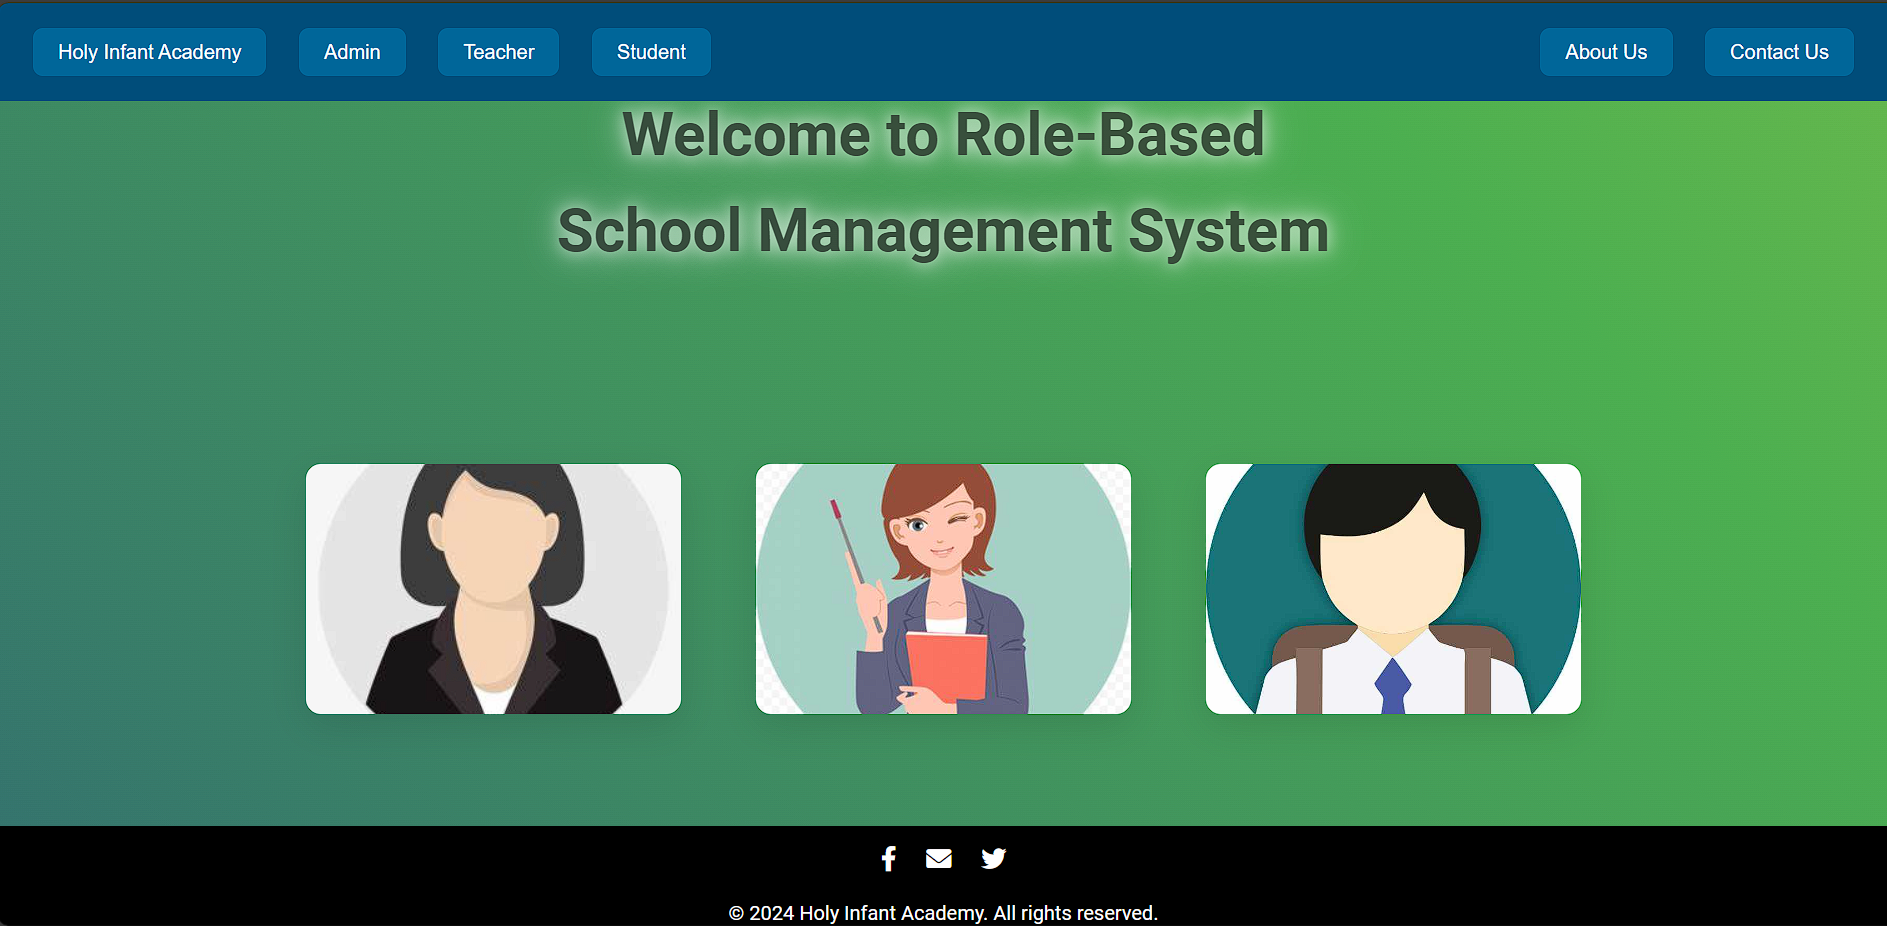 Holy Infant Academy Admin Teacher Student About Us Contact Us
Welcome to Role-Based
School Management System
© 2024 Holy Infant Academy. All rights reserved.